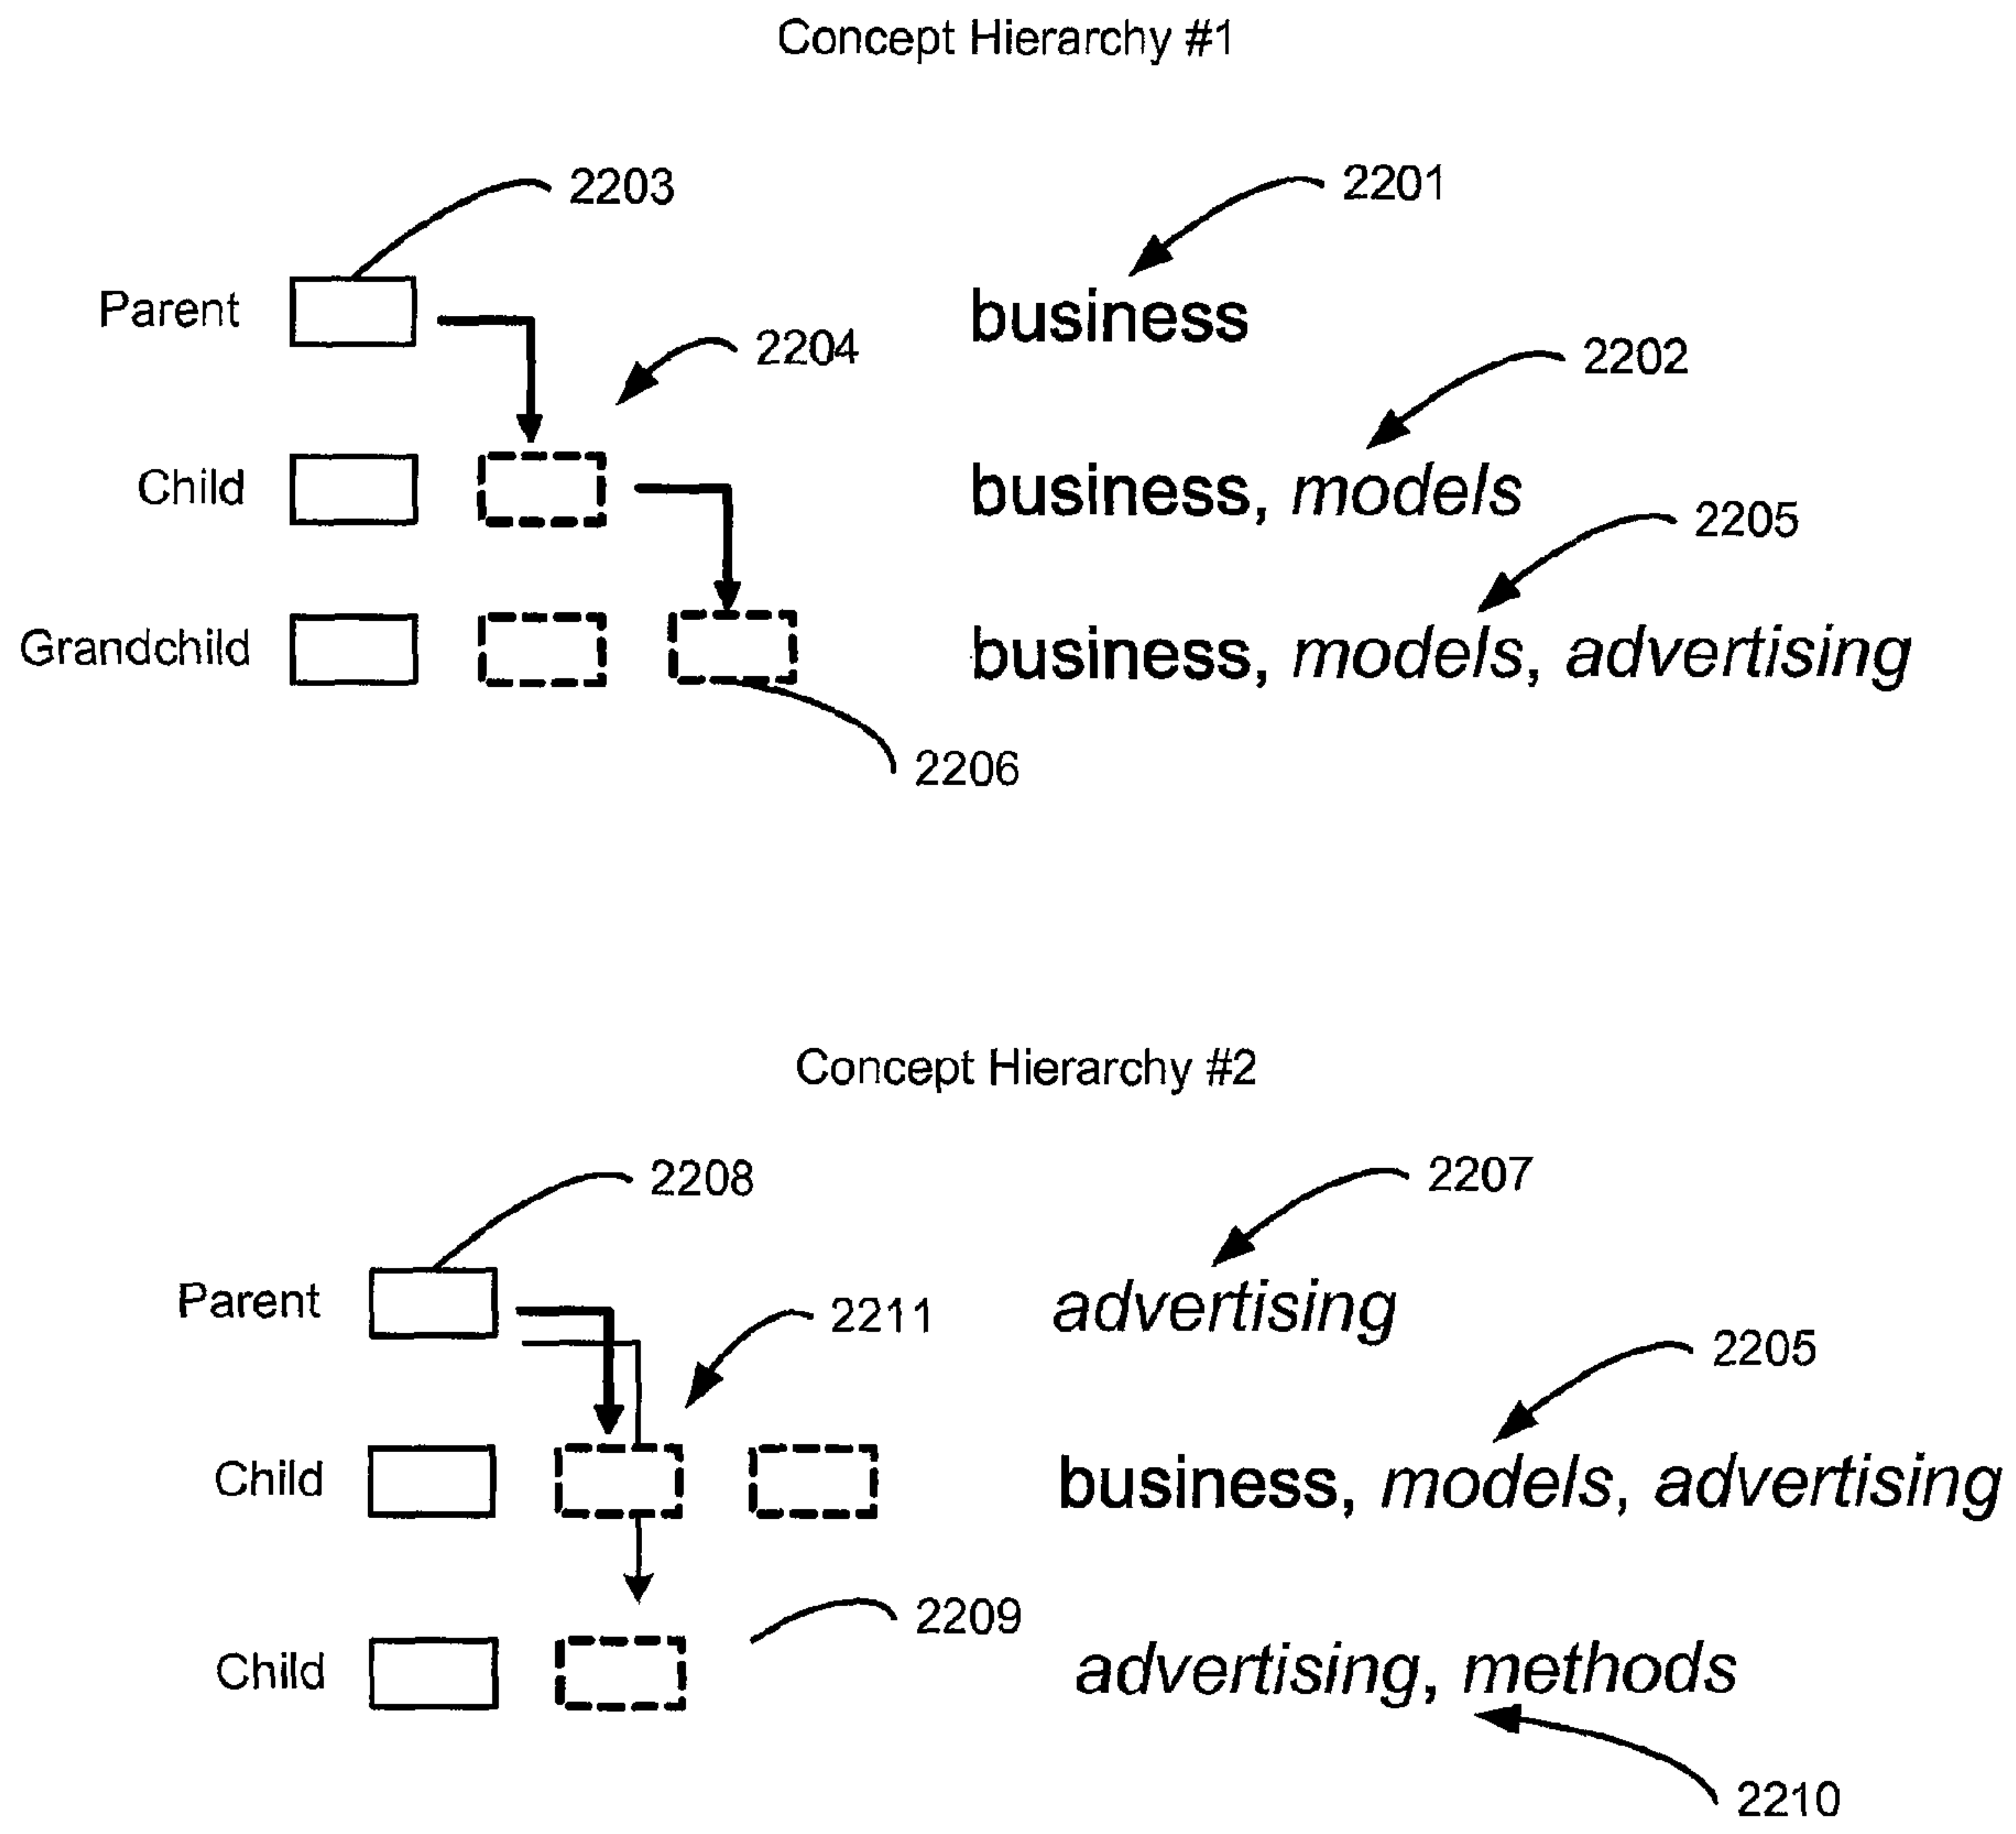 Concept Hierarchy #1
2203
2201
Parent
business
2204
2202
Child
business, models
2205
Grandchild
business, models, advertising
2206
Concept Hierarchy #2
2208
2207
Parent
advertising
2211
2205
Child
business, models, advertising
2209
Child
advertising, methods
2210